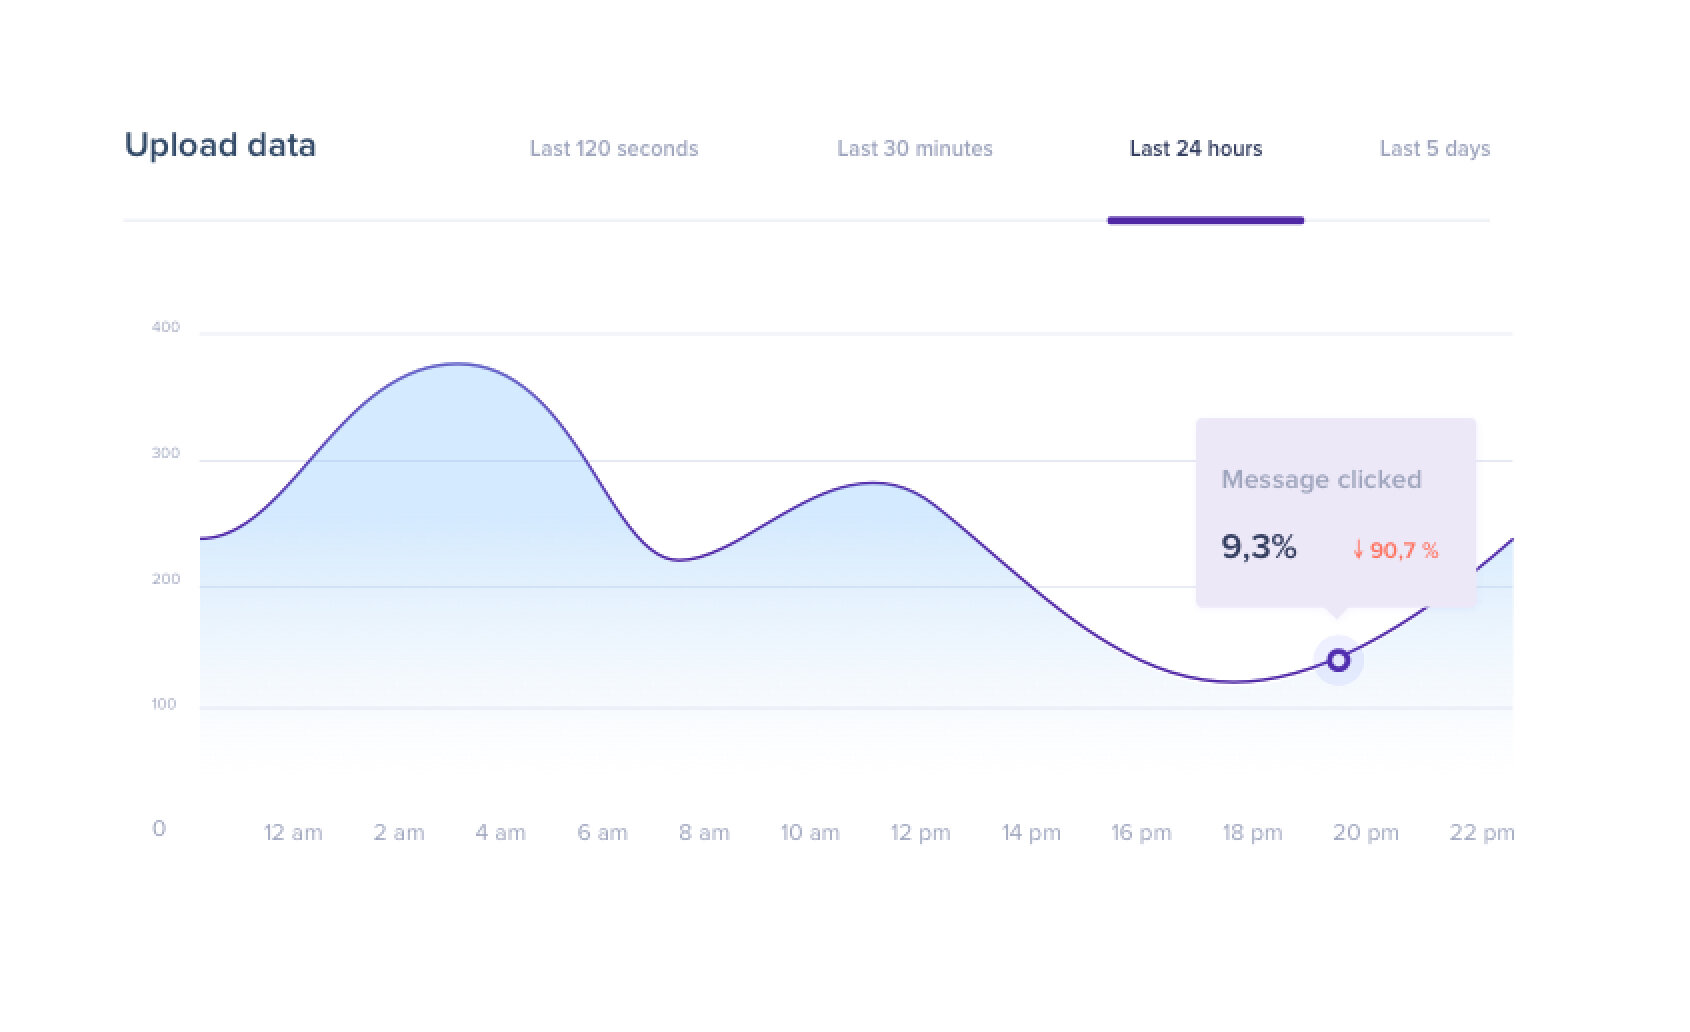 Upload data
Last 120 seconds
Last 30 minutes
Last 24 hours
Last 5 days
400
300
200
100
0
Message clicked
9,3%
↓ 90,7 %
12 am
2 am
4 am
6 am
8 am
10 am
12 pm
14 pm
16 pm
18 pm
20 pm
22 pm